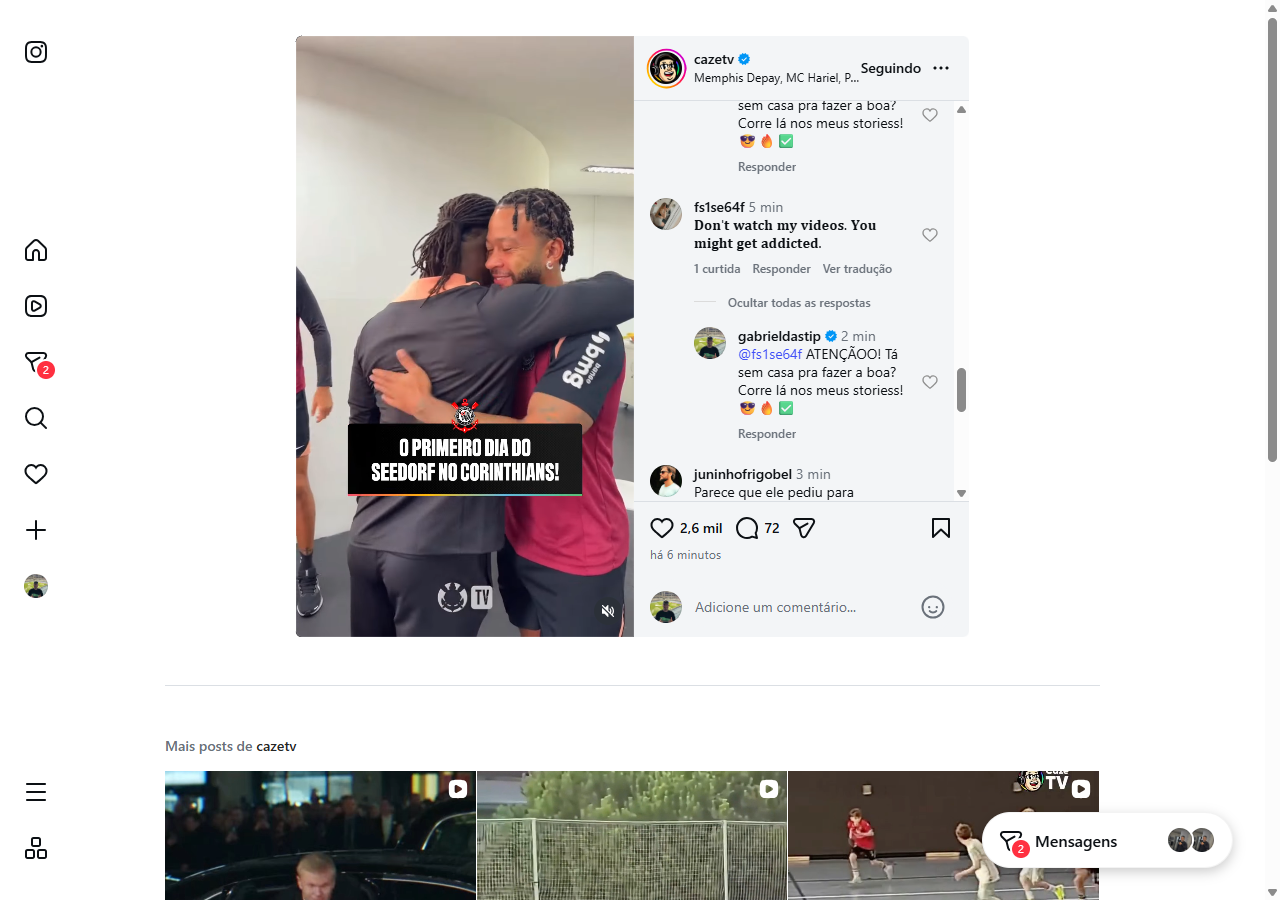 cazetv
Memphis Depay, MC Hariel, P...
Seguindo
sem casa pra fazer a boa?
Corre lá nos meus storiess!
😎 🔥 ✅
Responder
fs1se64f 5 min
Don't watch my videos. You
might get addicted.
1 curtida Responder Ver tradução
Ocultar todas as respostas
gabrieldastip 2 min
@fs1se64f ATENÇÃOO! Tá
sem casa pra fazer a boa?
Corre lá nos meus storiess!
😎 🔥 ✅
Responder
juninhofrigobel 3 min
Parece que ele pediu para
2,6 mil 72
há 6 minutos
Adicione um comentário...
bmg
O PRIMEIRO DIA DO
SEEDORF NO CORINTHIANS!
TV
2
Mais posts de cazetv
TV
2
Mensagens